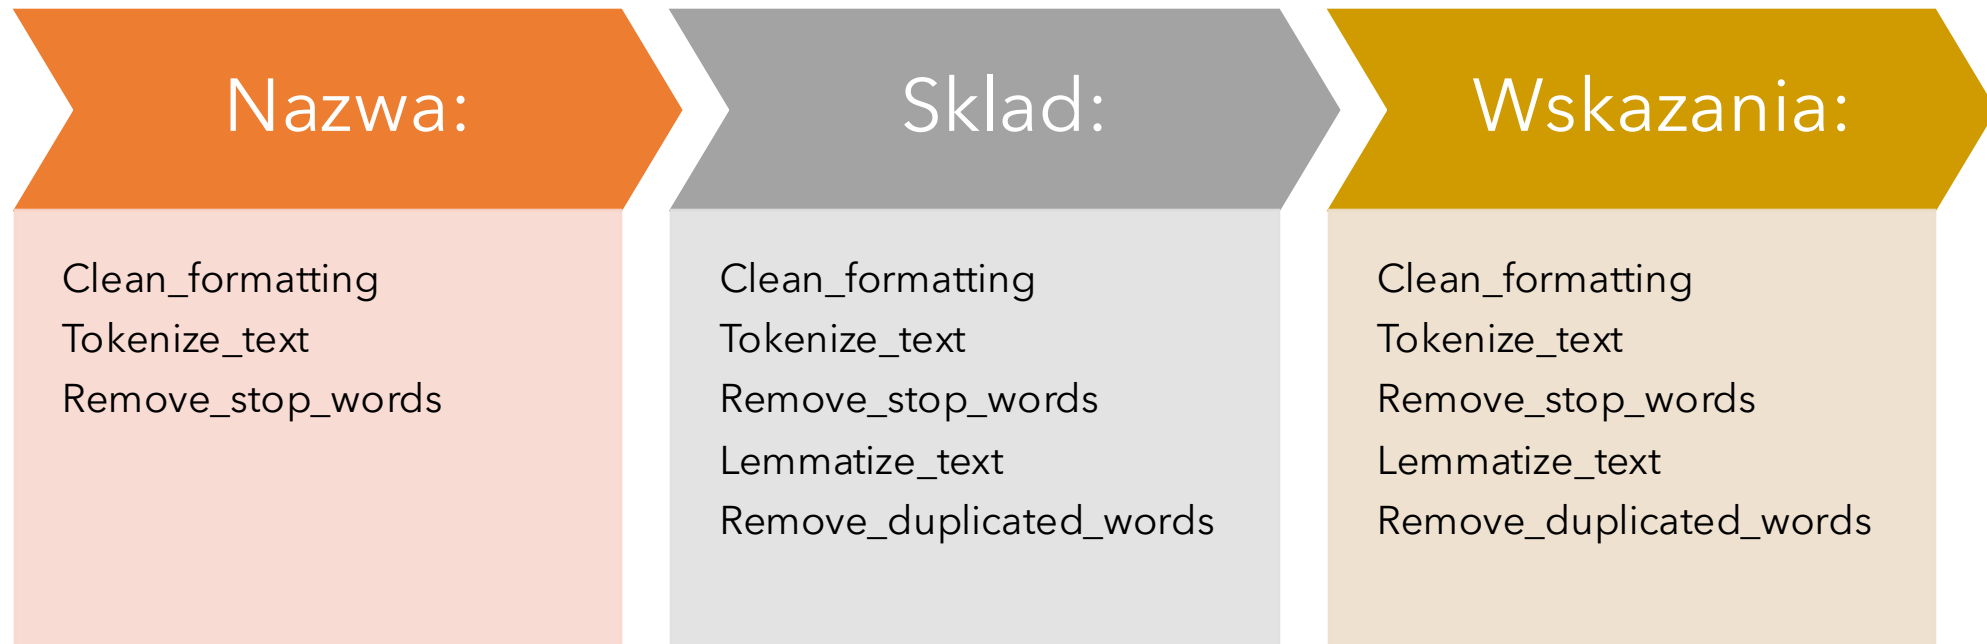 Nazwa:
Clean_formatting
Tokenize_text
Remove_stop_words
Sklad:
Clean_formatting
Tokenize_text
Remove_stop_words
Lemmatize_text
Remove_duplicated_words
Wskazania:
Clean_formatting
Tokenize_text
Remove_stop_words
Lemmatize_text
Remove_duplicated_words